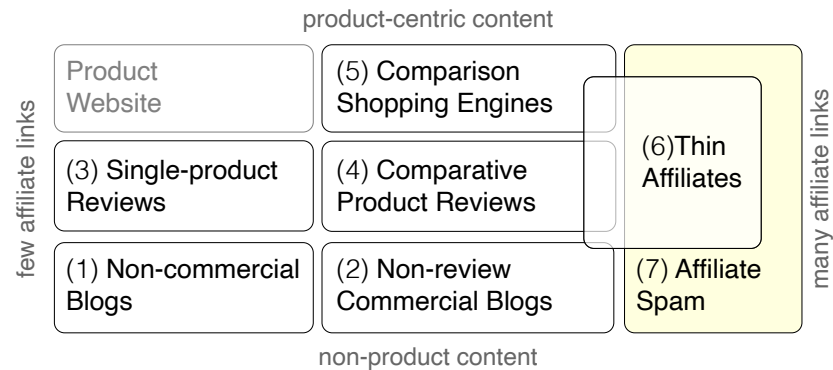 product-centric content
few affiliate links
Product
Website
(5) Comparison
Shopping Engines
(3) Single-product
Reviews
(4) Comparative
Product Reviews
(6)Thin
Affiliates
(1) Non-commercial
Blogs
(2) Non-review
Commercial Blogs
(7) Affiliate
Spam
many affiliate links
non-product content